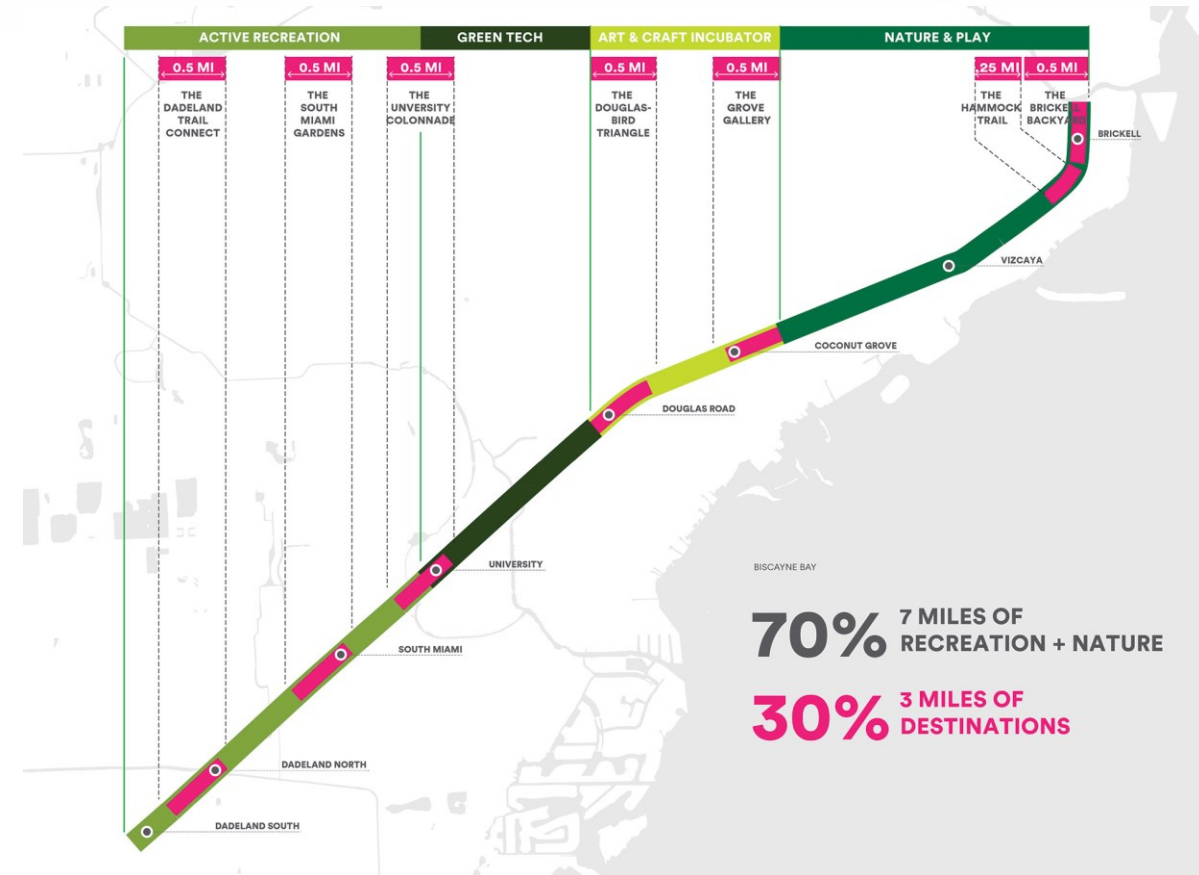 ACTIVE RECREATION
GREEN TECH
ART & CRAFT INCUBATOR
NATURE & PLAY
0.5 MI
0.5 MI
0.5 MI
0.5 MI
0.5 MI
.25 MI
0.5 MI
THE
DADELAND
TRAIL
CONNECT
THE
SOUTH
MIAMI
GARDENS
THE
UNVERSITY
COLONNADE
THE
DOUGLAS-
BIRD
TRIANGLE
THE
GROVE
GALLERY
THE
HAMMOCK
TRAIL
THE
BRICKELL
BACKYARD
BRICKELL
VIZCAYA
COCONUT GROVE
DOUGLAS ROAD
UNIVERSITY
SOUTH MIAMI
DADELAND NORTH
DADELAND SOUTH
BISCAYNE BAY
70%
7 MILES OF
RECREATION + NATURE
30%
3 MILES OF
DESTINATIONS